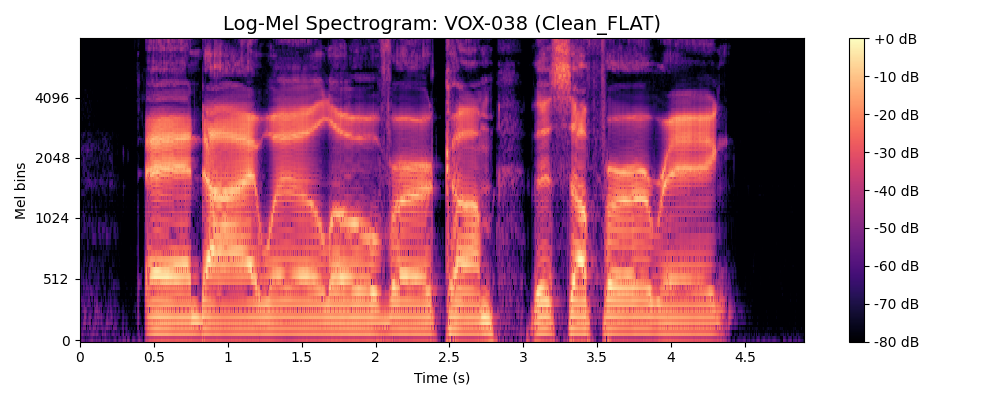 Log-Mel Spectrogram: VOX-038 (Clean_FLAT)
Mel bins
4096
2048
1024
512
0
0 0.5 1 1.5 2 2.5 3 3.5 4 4.5
Time (s)
+0 dB
-10 dB
-20 dB
-30 dB
-40 dB
-50 dB
-60 dB
-70 dB
-80 dB